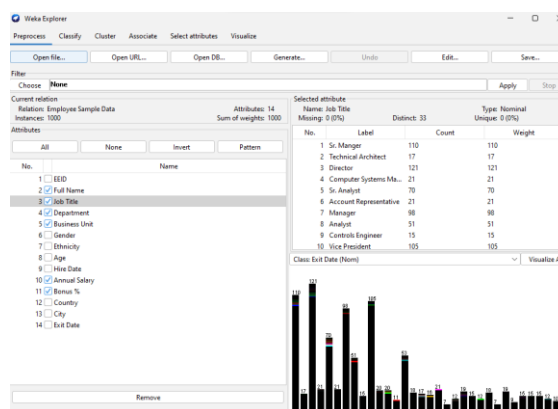 Weka Explorer
Preprocess Classify Cluster Associate Select attributes Visualize
Open file... Open URL... Open DB... Generate... Undo Edit... Save...
Filter
Choose None Apply Stop
Current relation
Relation: Employee Sample Data Attributes: 14
Instances: 1000 Sum of weights: 1000
Attributes
All None Invert Pattern
No. Name
1 EEID
2 Full Name
3 Job Title
4 Department
5 Business Unit
6 Gender
7 Ethnicity
8 Age
9 Hire Date
10 Annual Salary
11 Bonus %
12 Country
13 City
14 Exit Date
Remove
Selected attribute
Name: Job Title Type: Nominal
Missing: 0 (0%) Distinct: 33 Unique: 0 (0%)
No. Label Count Weight
1 Sr. Manger 110 110
2 Technical Architect 17 17
3 Director 121 121
4 Computer Systems Ma... 21 21
5 Sr. Analyst 70 70
6 Account Representative 21 21
7 Manager 98 98
8 Analyst 51 51
9 Controls Engineer 15 15
10 Vice President 105 105
Class: Exit Date (Nom) Visualize A
110 17 121 21 70 21 98 51 15 105